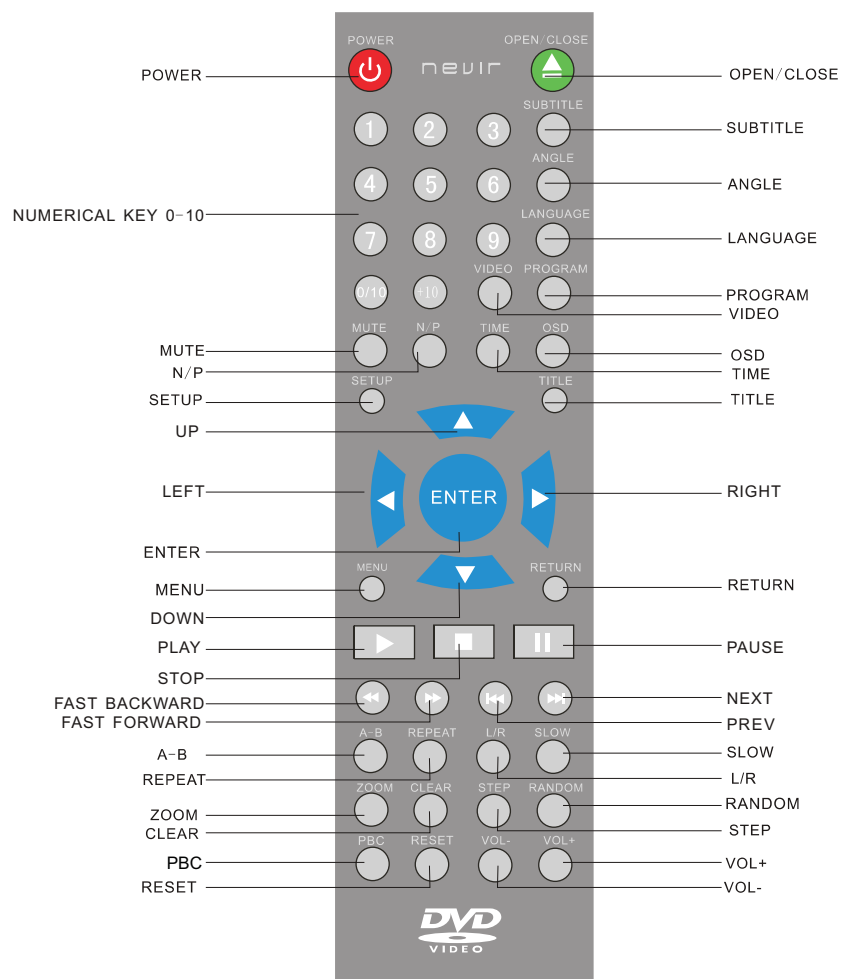 POWER OPEN/CLOSE
nevir
POWER
OPEN/CLOSE
SUBTITLE
1 2 3
SUBTITLE
ANGLE
4 5 6
ANGLE
NUMERICAL KEY 0-10
LANGUAGE
7 8 9
LANGUAGE
VIDEO PROGRAM
0/10 +10
PROGRAM
VIDEO
MUTE N/P TIME OSD
MUTE
OSD
N/P
TIME
SETUP TITLE
SETUP
TITLE
UP
LEFT
ENTER
RIGHT
ENTER
MENU RETURN
MENU
RETURN
DOWN
PLAY
PAUSE
STOP
FAST BACKWARD
NEXT
FAST FORWARD
PREV
A-B REPEAT L/R SLOW
A-B
SLOW
REPEAT
L/R
ZOOM CLEAR STEP RANDOM
ZOOM
RANDOM
CLEAR
STEP
PBC RESET VOL- VOL+
PBC
VOL+
RESET
VOL-
DVD
VIDEO